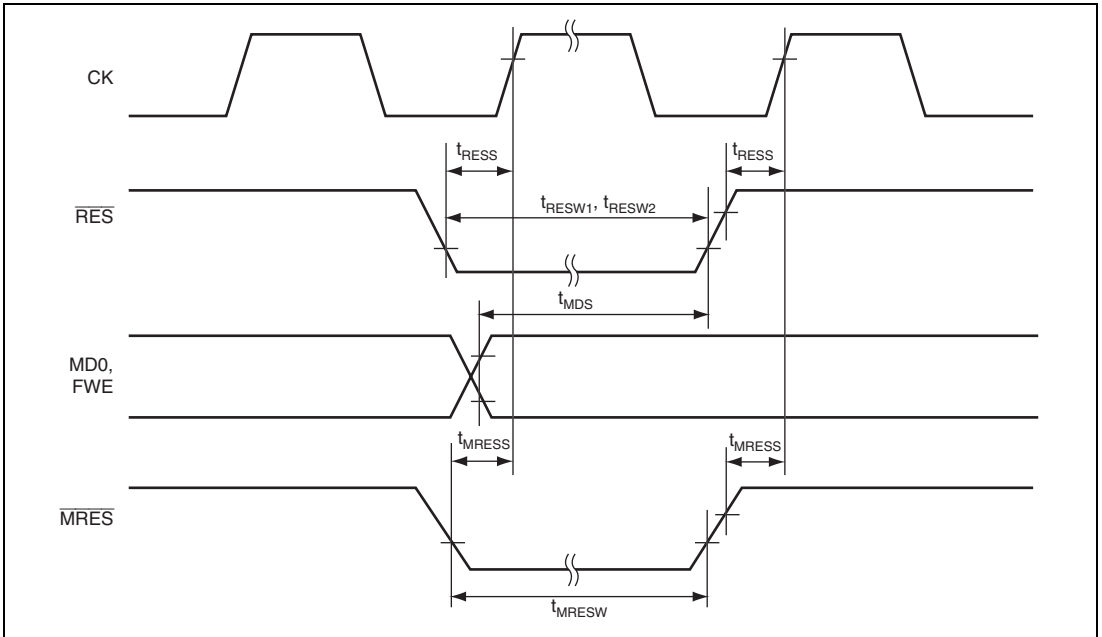 CK
tRESS tRESS
RES
tRESW1, tRESW2
tMDS
MD0,
FWE
tMRESS tMRESS
MRES
tMRESW